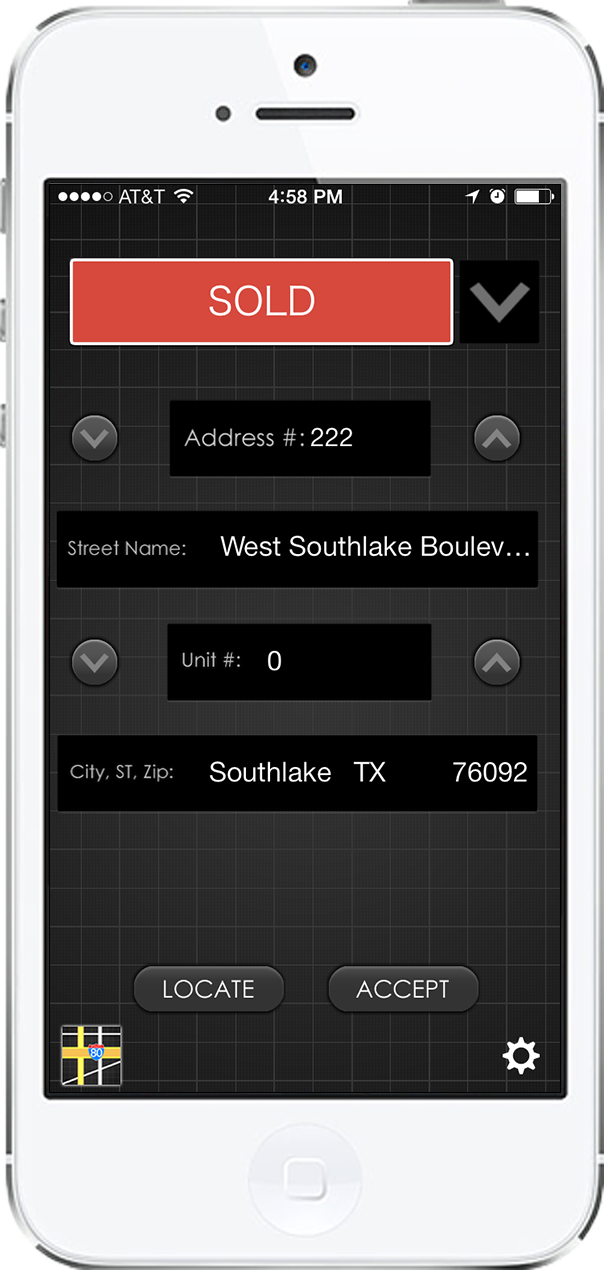 AT&T 4:58 PM
SOLD
Address #: 222
Street Name: West Southlake Boulev...
Unit #: 0
City, ST, Zip: Southlake TX 76092
LOCATE ACCEPT
80